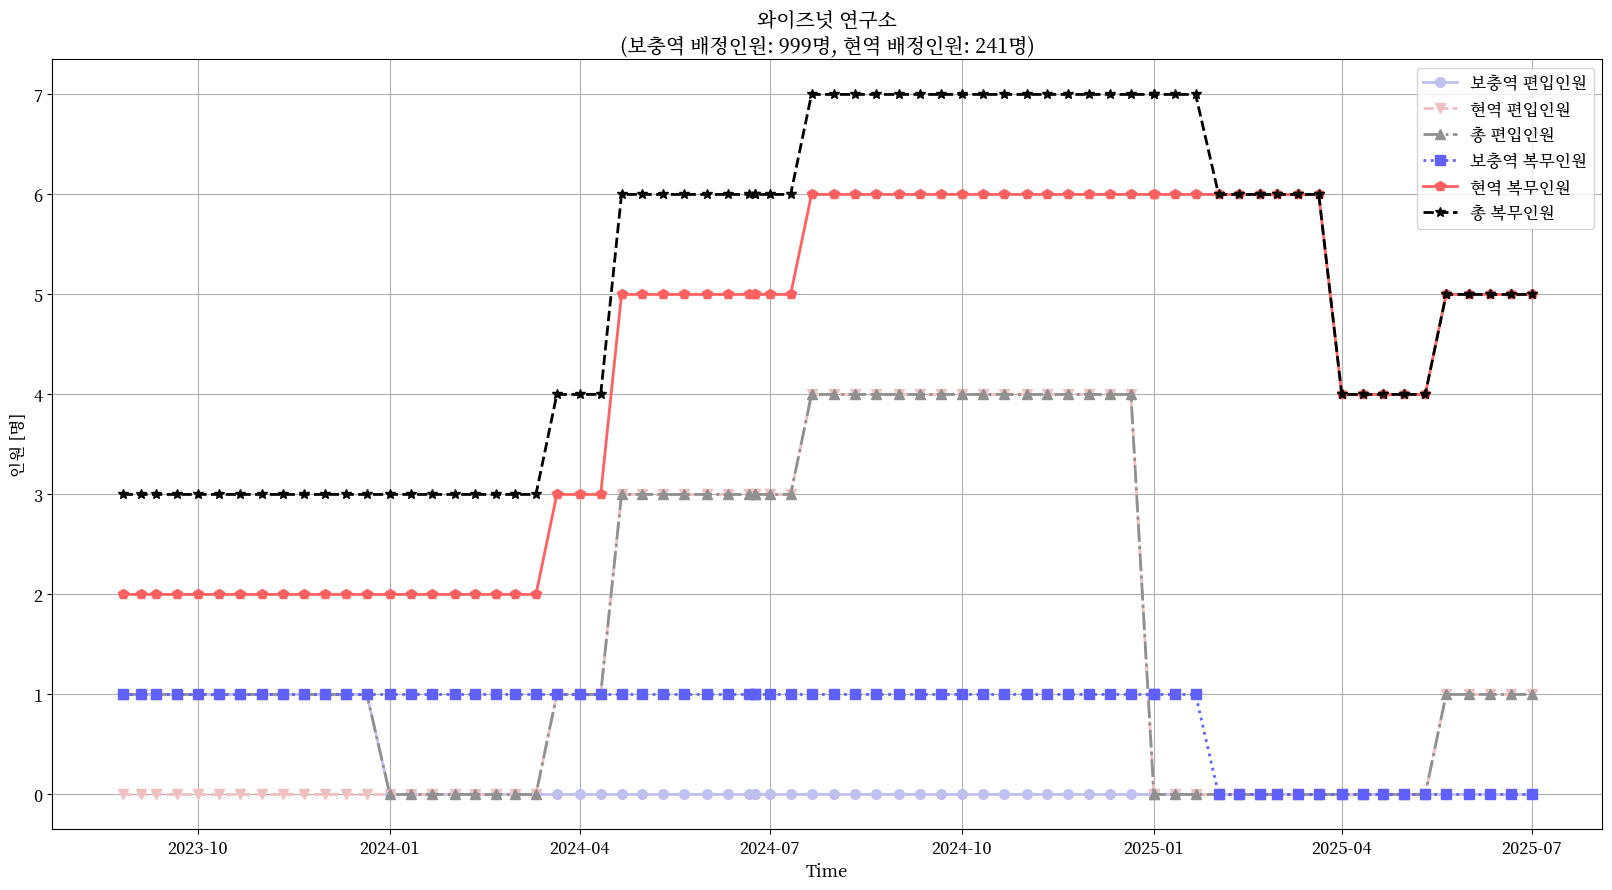 와이즈넛 연구소
(보충역 배정인원: 999명, 현역 배정인원: 241명)
보충역 편입인원
현역 편입인원
총 편입인원
보충역 복무인원
현역 복무인원
총 복무인원
인원 [명]
7
6
5
4
3
2
1
0
2023-10
2024-01
2024-04
2024-07
2024-10
2025-01
2025-04
2025-07
Time